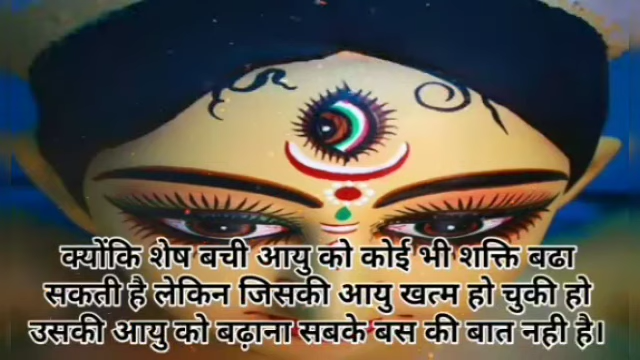 क्योंकि शेष बची आयु को कोई भी शक्ति बढा
सकती है लेकिन जिसकी आयु खत्म हो चुकी हो
उसकी आयु को बढ़ाना सबके बस की बात नही है।